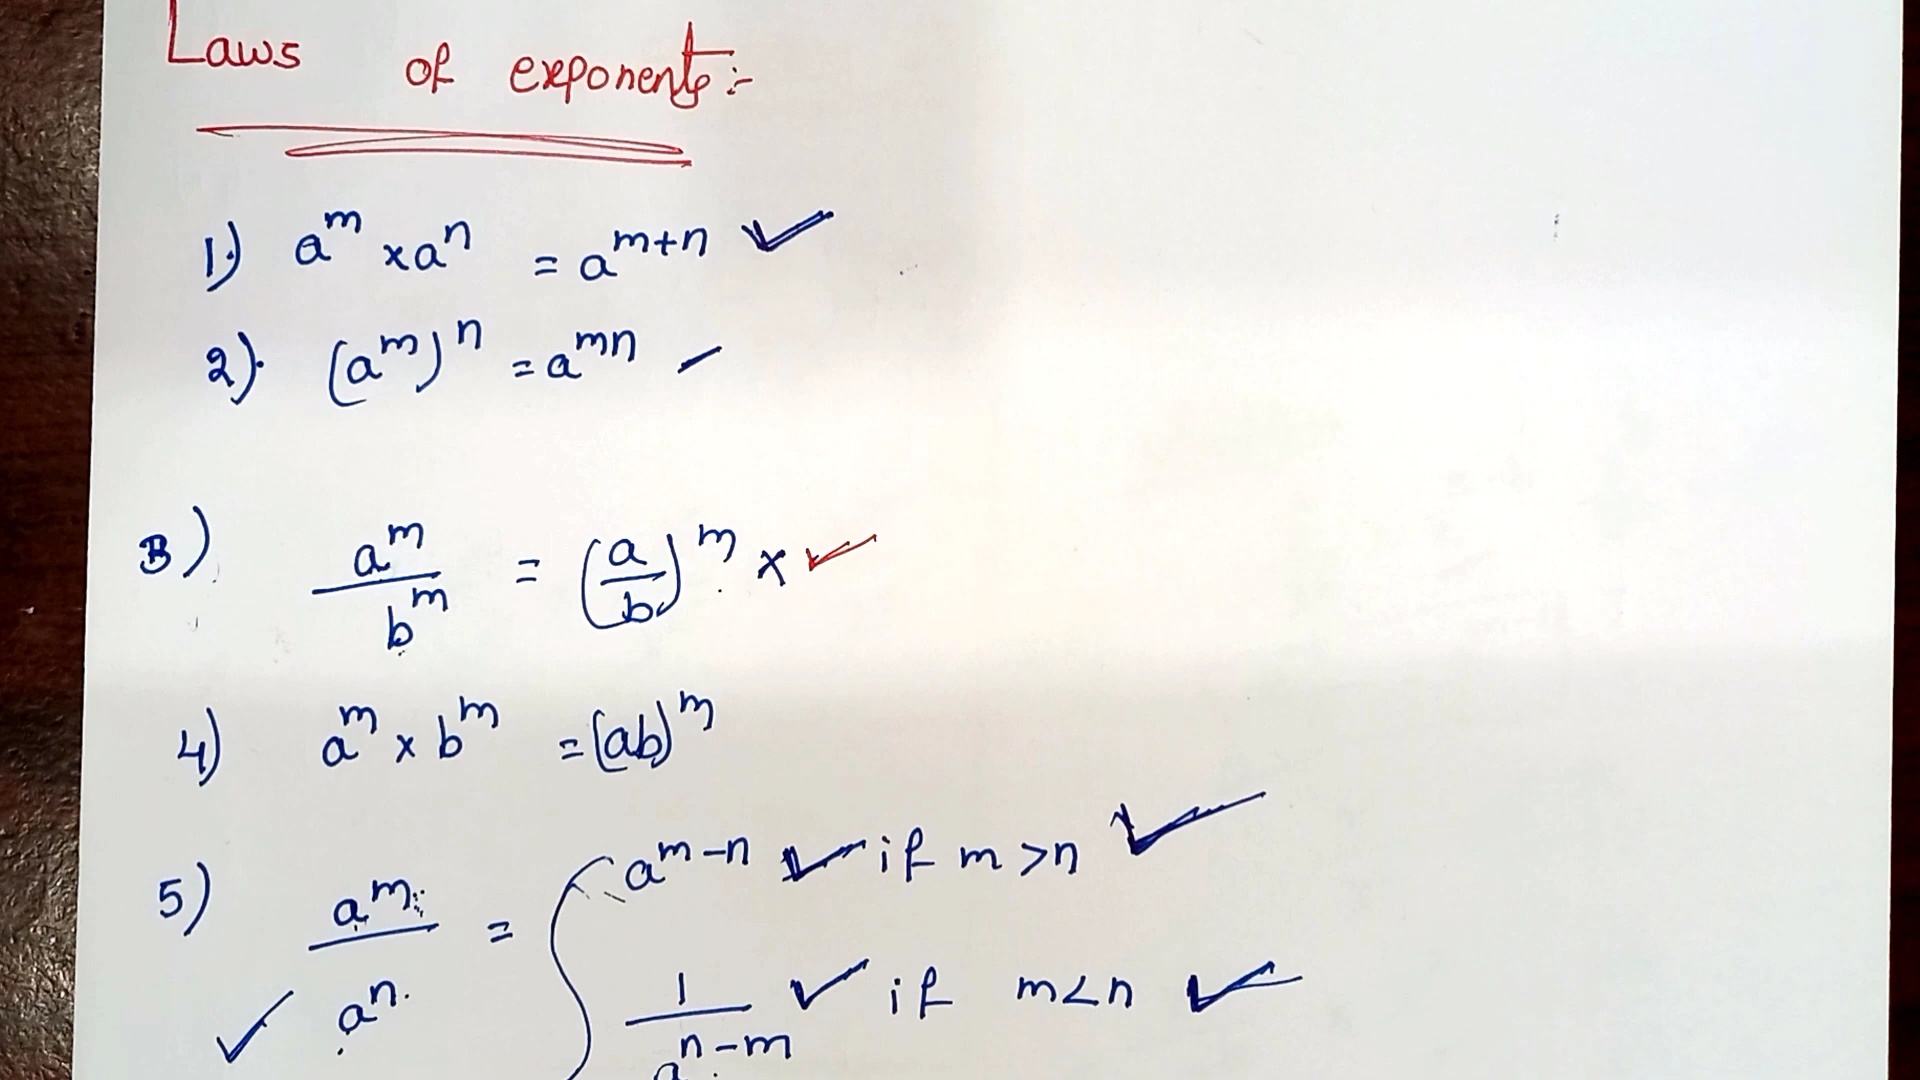 Laws of exponents:-
1.) a^m × a^n = a^{m+n} ✓
2). (a^m)^n = a^{mn} –
3) a^m / b^m = (a/b)^m × ✓
4) a^m × b^m = (ab)^m
5) a^m / a^n = { a^{m-n} ✓ if m > n ✓
✓ 1 / a^{n-m} ✓ if m < n ✓